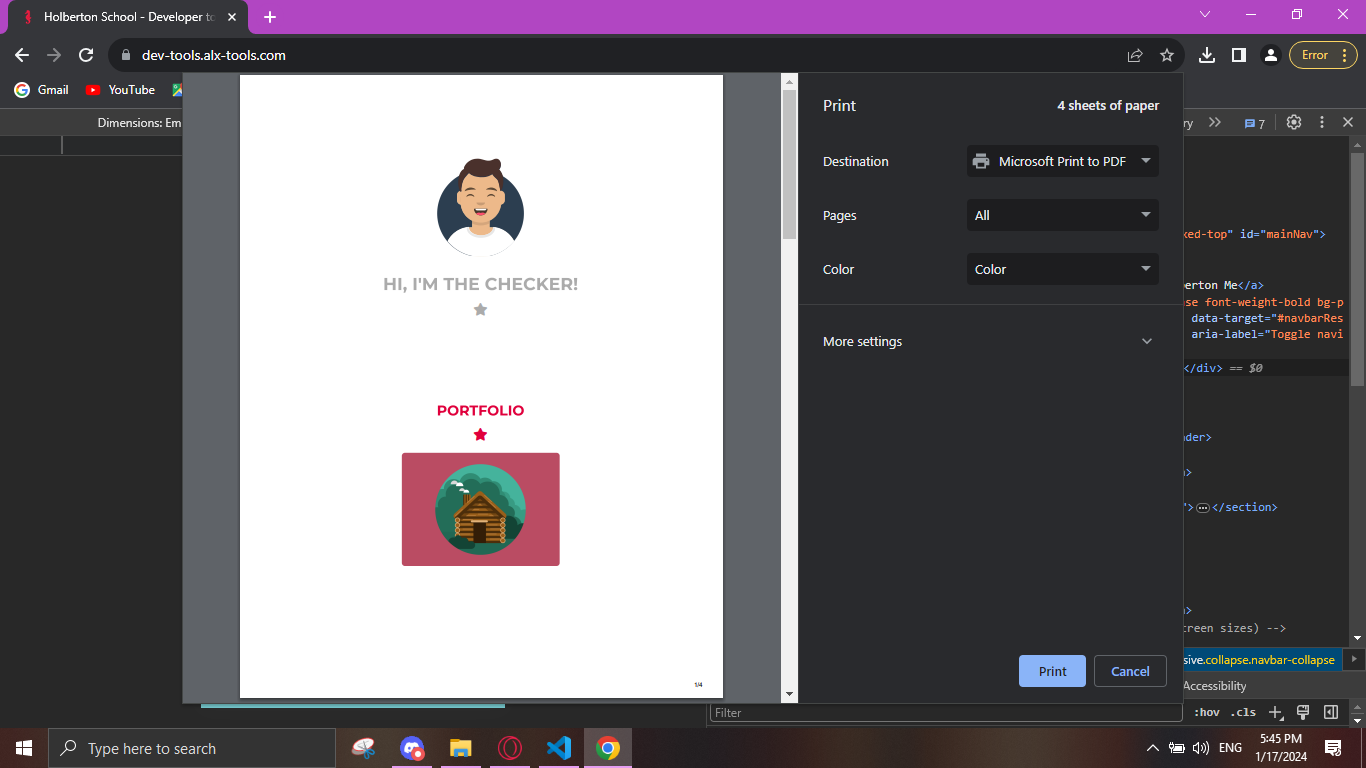 Holberton School - Developer to
dev-tools.alx-tools.com
Error
Gmail
YouTube
Dimensions: Em
ry
7
Print
4 sheets of paper
Destination
Microsoft Print to PDF
Pages
All
Color
Color
More settings
Print
Cancel
HI, I'M THE CHECKER!
PORTFOLIO
1/4
xed-top" id="mainNav">
perton Me</a>
se font-weight-bold bg-p
data-target="#navbarRes
aria-label="Toggle navi
</div> == $0
der>
>
"></section>
>
creen sizes) -->
sive.collapse.navbar-collapse
Accessibility
Filter
:hov .cls
Type here to search
ENG
5:45 PM
1/17/2024